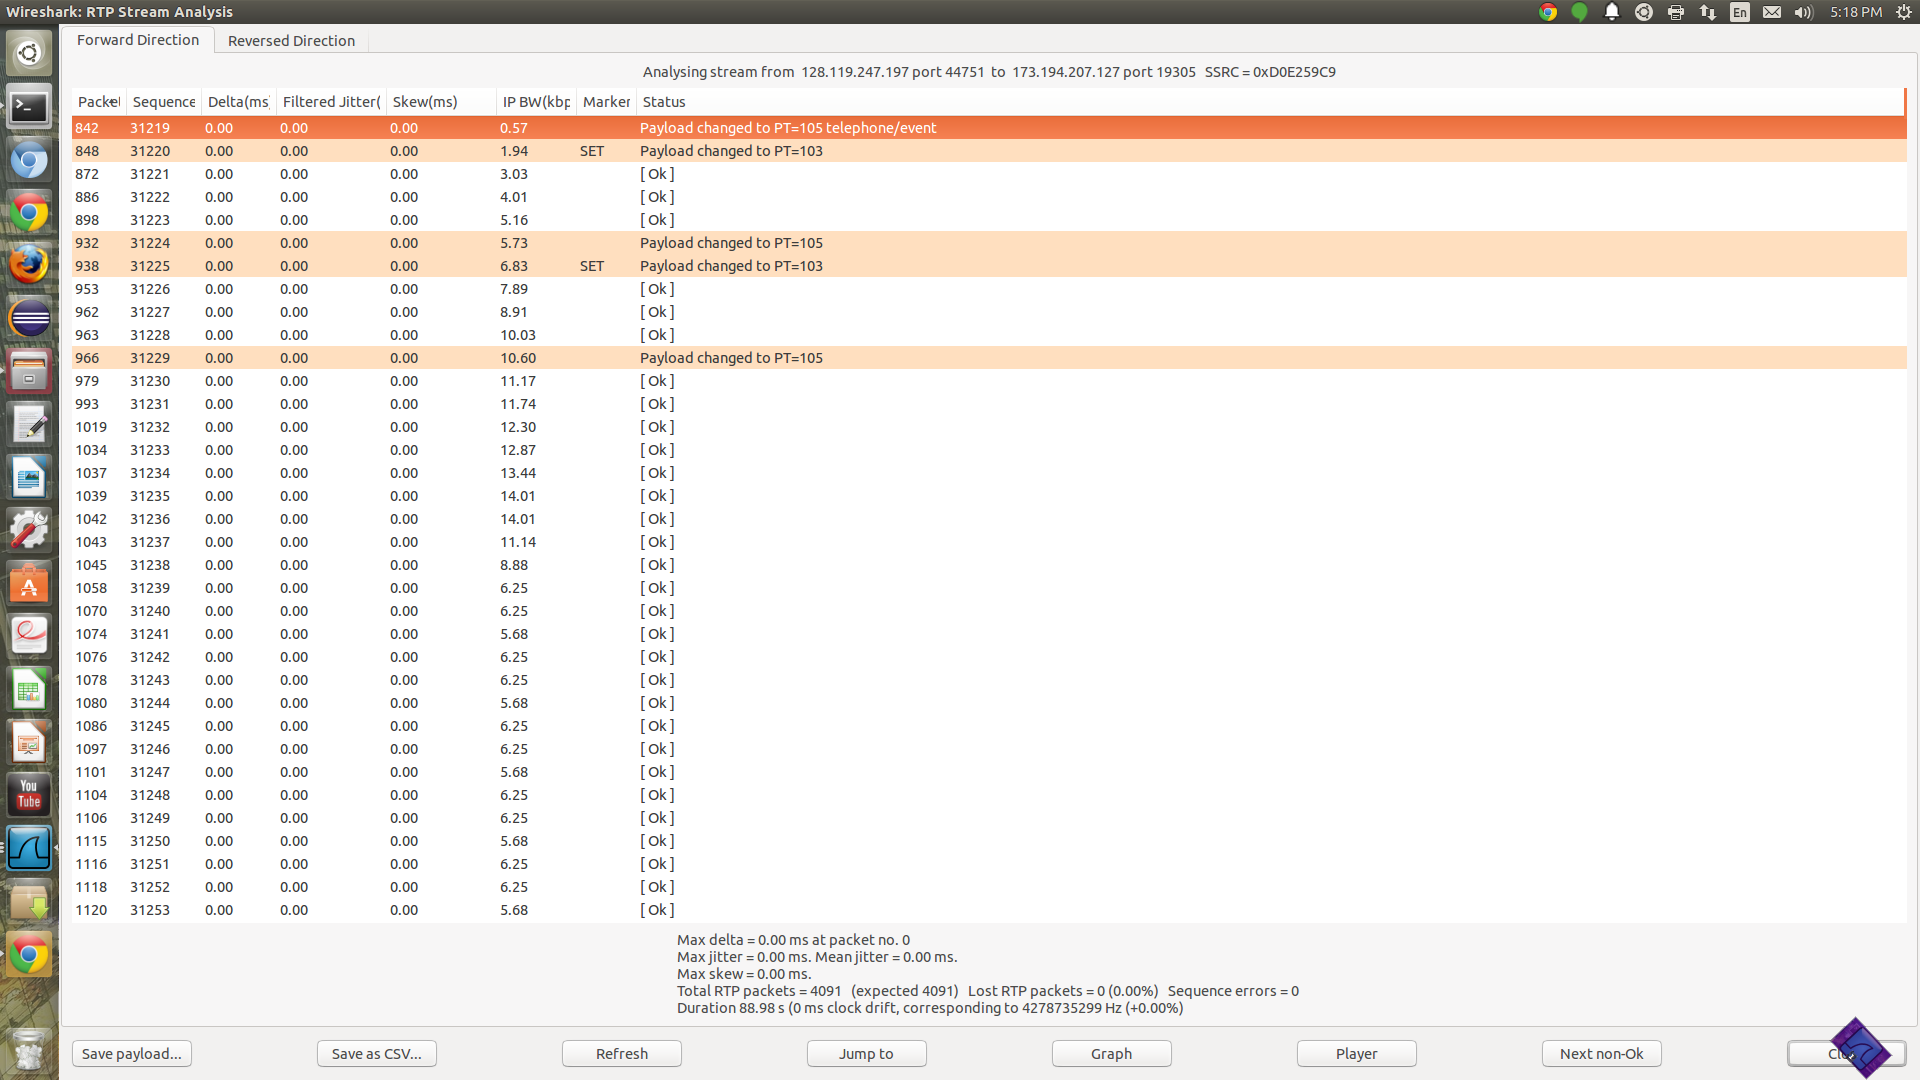 Wireshark: RTP Stream Analysis
En
5:18 PM
Forward Direction
Reversed Direction
Analysing stream from 128.119.247.197 port 44751 to 173.194.207.127 port 19305 SSRC = 0xD0E259C9
Packet Sequence Delta(ms) Filtered Jitter( Skew(ms) IP BW(kbp Marker Status
842 31219 0.00 0.00 0.00 0.57 Payload changed to PT=105 telephone/event
848 31220 0.00 0.00 0.00 1.94 SET Payload changed to PT=103
872 31221 0.00 0.00 0.00 3.03 [ Ok ]
886 31222 0.00 0.00 0.00 4.01 [ Ok ]
898 31223 0.00 0.00 0.00 5.16 [ Ok ]
932 31224 0.00 0.00 0.00 5.73 Payload changed to PT=105
938 31225 0.00 0.00 0.00 6.83 SET Payload changed to PT=103
953 31226 0.00 0.00 0.00 7.89 [ Ok ]
962 31227 0.00 0.00 0.00 8.91 [ Ok ]
963 31228 0.00 0.00 0.00 10.03 [ Ok ]
966 31229 0.00 0.00 0.00 10.60 Payload changed to PT=105
979 31230 0.00 0.00 0.00 11.17 [ Ok ]
993 31231 0.00 0.00 0.00 11.74 [ Ok ]
1019 31232 0.00 0.00 0.00 12.30 [ Ok ]
1034 31233 0.00 0.00 0.00 12.87 [ Ok ]
1037 31234 0.00 0.00 0.00 13.44 [ Ok ]
1039 31235 0.00 0.00 0.00 14.01 [ Ok ]
1042 31236 0.00 0.00 0.00 14.01 [ Ok ]
1043 31237 0.00 0.00 0.00 11.14 [ Ok ]
1045 31238 0.00 0.00 0.00 8.88 [ Ok ]
1058 31239 0.00 0.00 0.00 6.25 [ Ok ]
1070 31240 0.00 0.00 0.00 6.25 [ Ok ]
1074 31241 0.00 0.00 0.00 5.68 [ Ok ]
1076 31242 0.00 0.00 0.00 6.25 [ Ok ]
1078 31243 0.00 0.00 0.00 6.25 [ Ok ]
1080 31244 0.00 0.00 0.00 5.68 [ Ok ]
1086 31245 0.00 0.00 0.00 6.25 [ Ok ]
1097 31246 0.00 0.00 0.00 6.25 [ Ok ]
1101 31247 0.00 0.00 0.00 5.68 [ Ok ]
1104 31248 0.00 0.00 0.00 6.25 [ Ok ]
1106 31249 0.00 0.00 0.00 6.25 [ Ok ]
1115 31250 0.00 0.00 0.00 5.68 [ Ok ]
1116 31251 0.00 0.00 0.00 6.25 [ Ok ]
1118 31252 0.00 0.00 0.00 6.25 [ Ok ]
1120 31253 0.00 0.00 0.00 5.68 [ Ok ]
You
Tube
Max delta = 0.00 ms at packet no. 0
Max jitter = 0.00 ms. Mean jitter = 0.00 ms.
Max skew = 0.00 ms.
Total RTP packets = 4091 (expected 4091) Lost RTP packets = 0 (0.00%) Sequence errors = 0
Duration 88.98 s (0 ms clock drift, corresponding to 4278735299 Hz (+0.00%)
Save payload...
Save as CSV...
Refresh
Jump to
Graph
Player
Next non-Ok